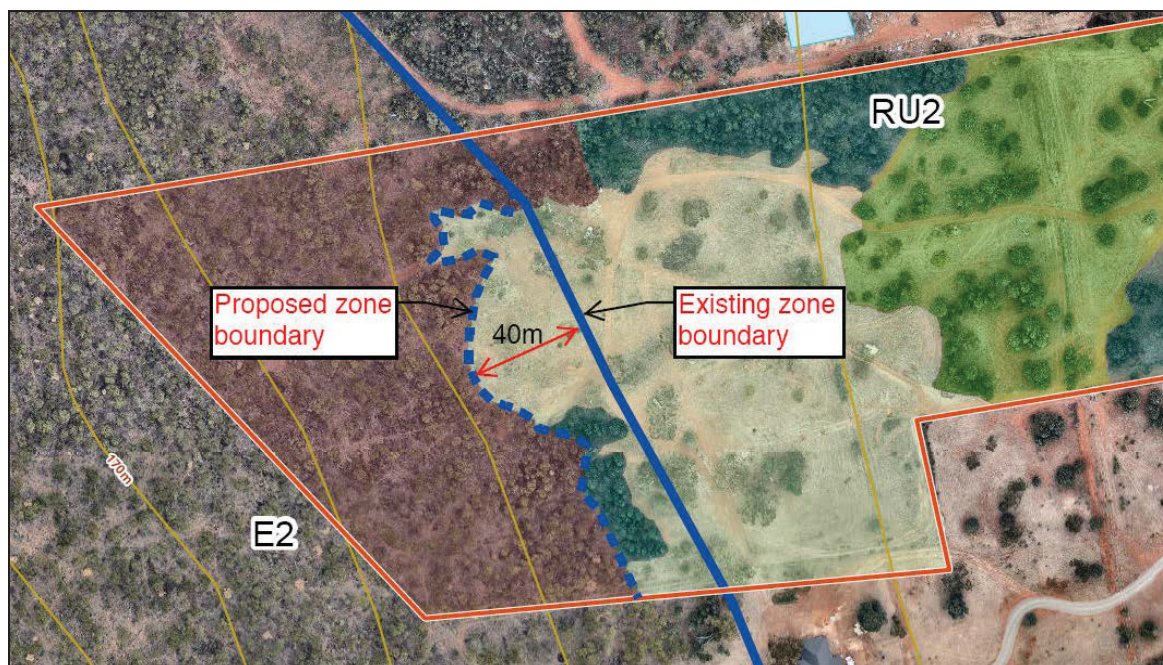 RU2
Proposed zone
boundary
Existing zone
boundary
40m
170m
E2